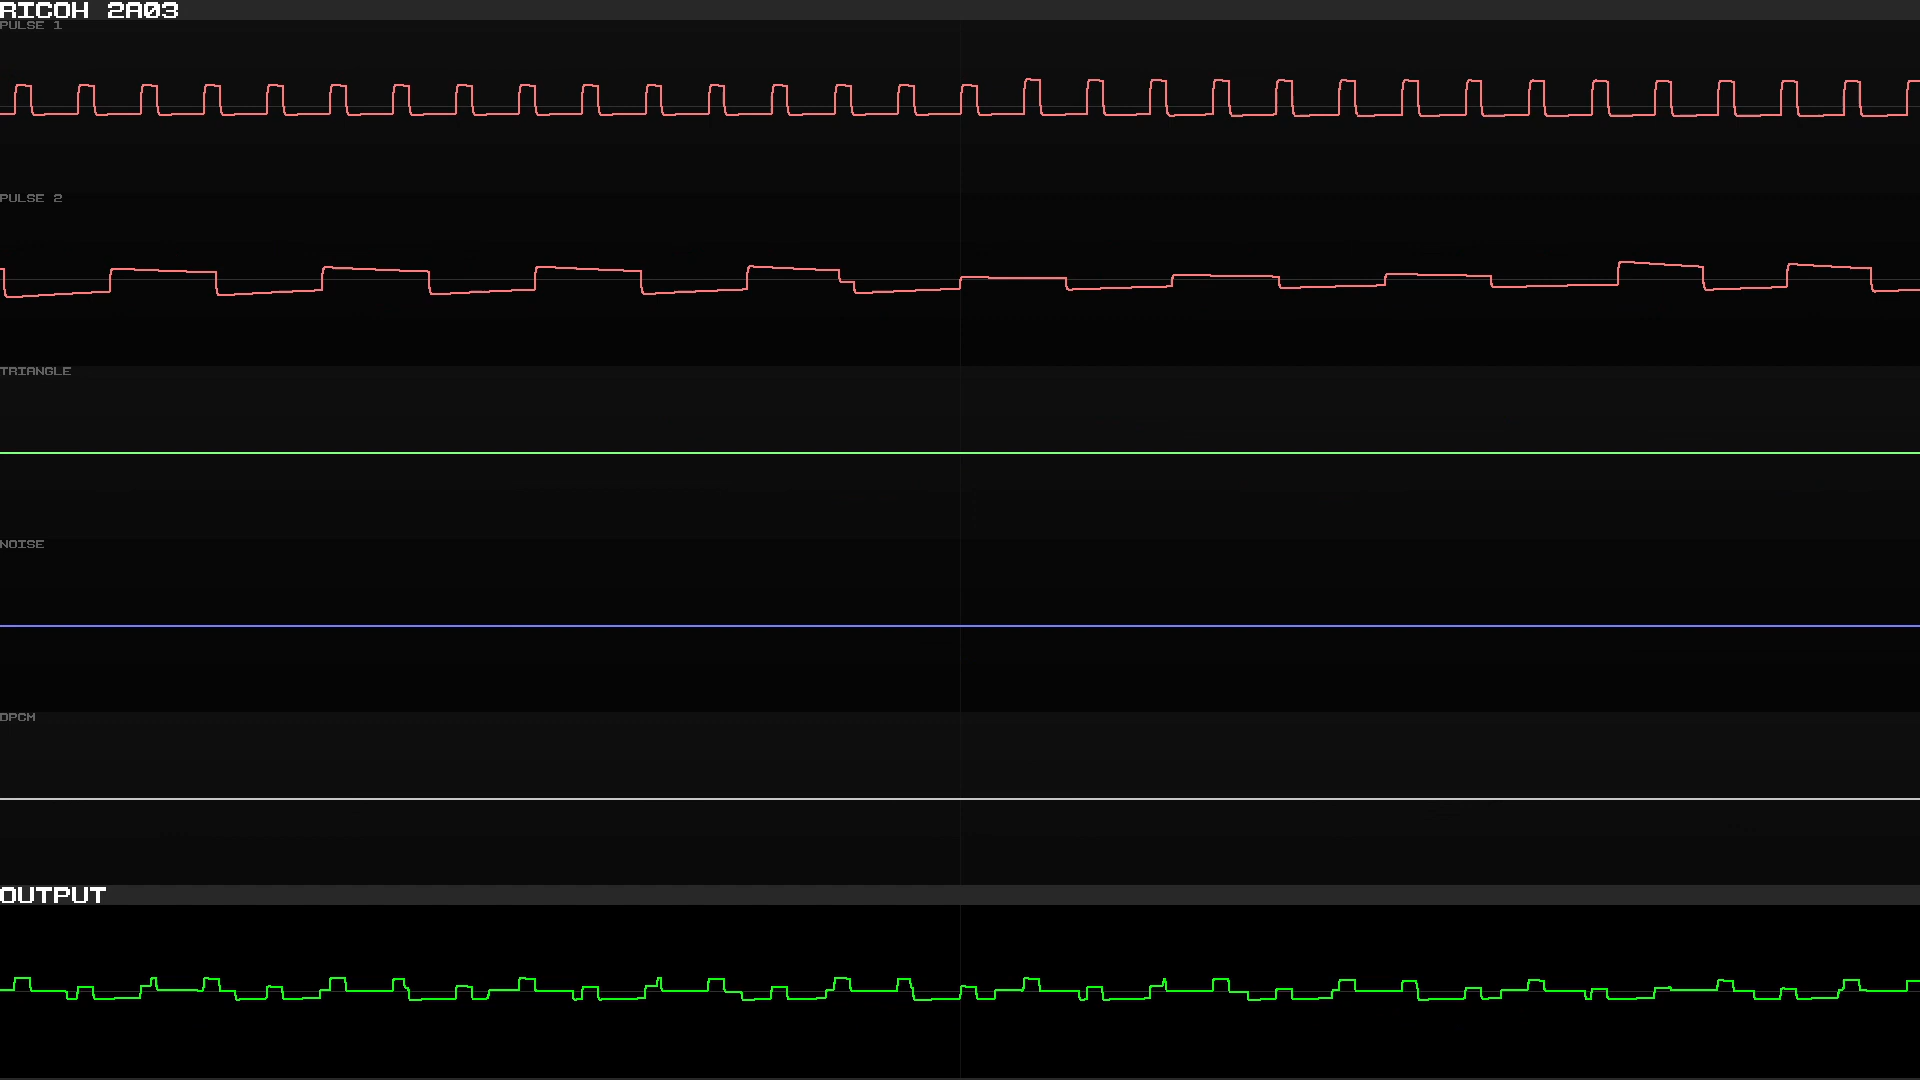 RICOH 2A03
PULSE 1
PULSE 2
TRIANGLE
NOISE
DPCM
OUTPUT